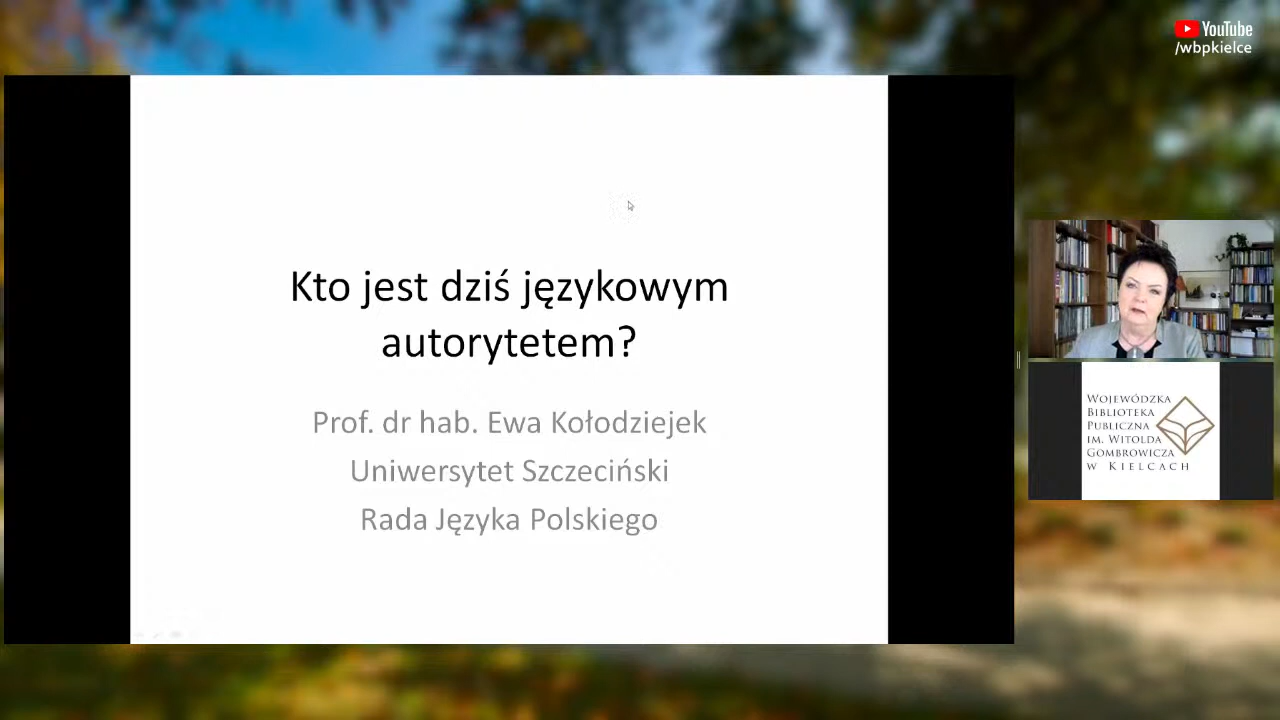 YouTube
/wbpkielce
Kto jest dziś językowym
autorytetem?
Prof. dr hab. Ewa Kołodziejek
Uniwersytet Szczeciński
Rada Języka Polskiego
Wojewódzka
Biblioteka
Publiczna
im. Witolda
Gombrowicza
w Kielcach